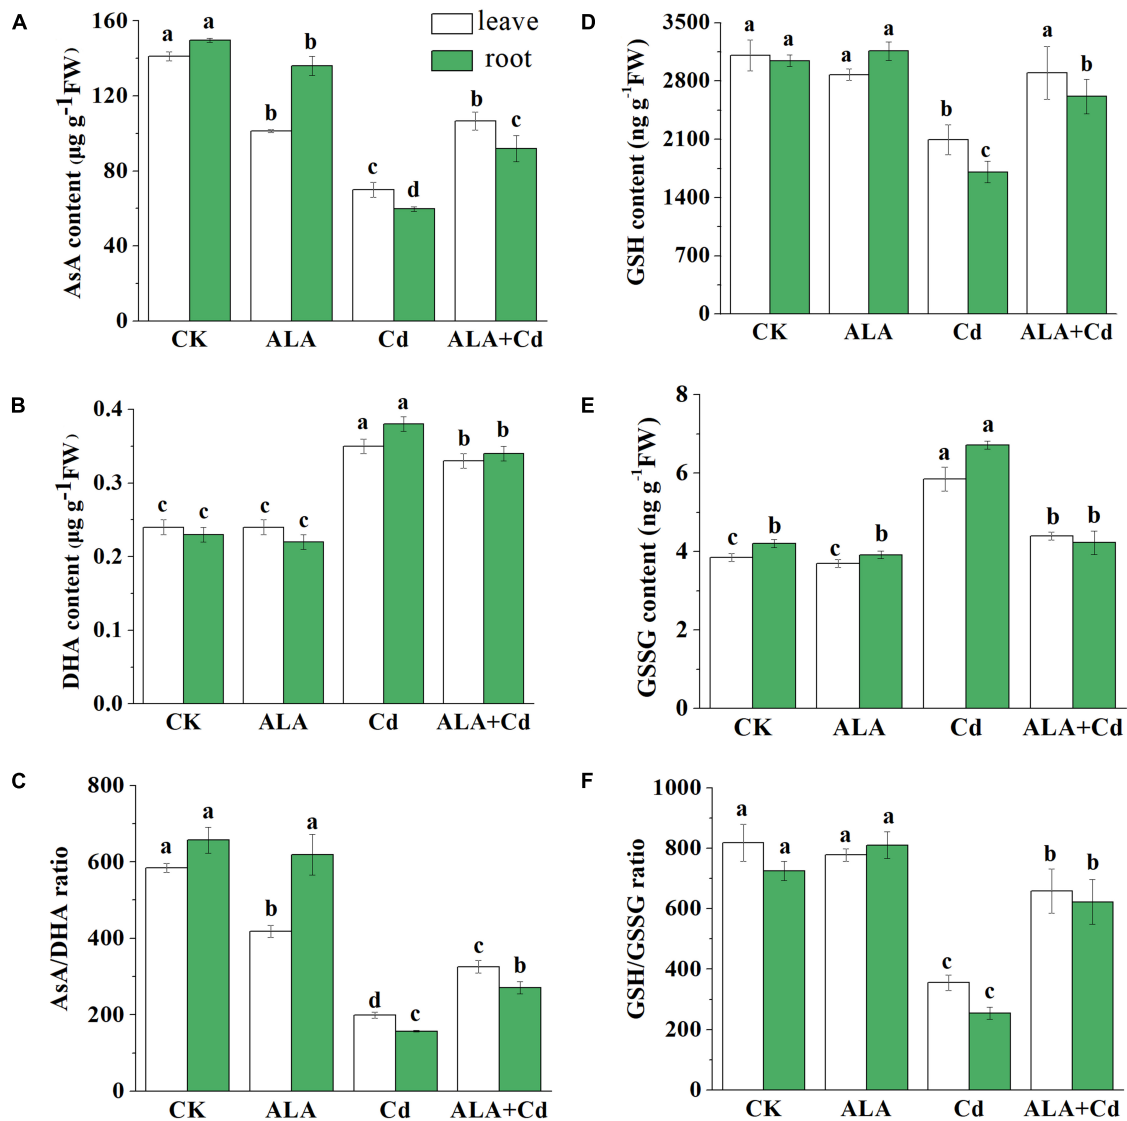 A
AsA content (µg g-1FW)
160
120
80
40
0
a a
b b
c d
b c
leave
root
CK ALA Cd ALA+Cd
D
GSH content (ng g-1FW)
3500
2800
2100
1400
700
0
a a
a a
b c
a b
CK ALA Cd ALA+Cd
B
DHA content (µg g-1FW)
0.4
0.3
0.2
0.1
0.0
c c
c c
a a
b b
CK ALA Cd ALA+Cd
E
GSSG content (ng g-1FW)
8
6
4
2
0
c b
c b
a a
b b
CK ALA Cd ALA+Cd
C
AsA/DHA ratio
800
600
400
200
0
a a
b a
d c
c b
CK ALA Cd ALA+Cd
F
GSH/GSSG ratio
1000
800
600
400
200
0
a a
a a
c c
b b
CK ALA Cd ALA+Cd